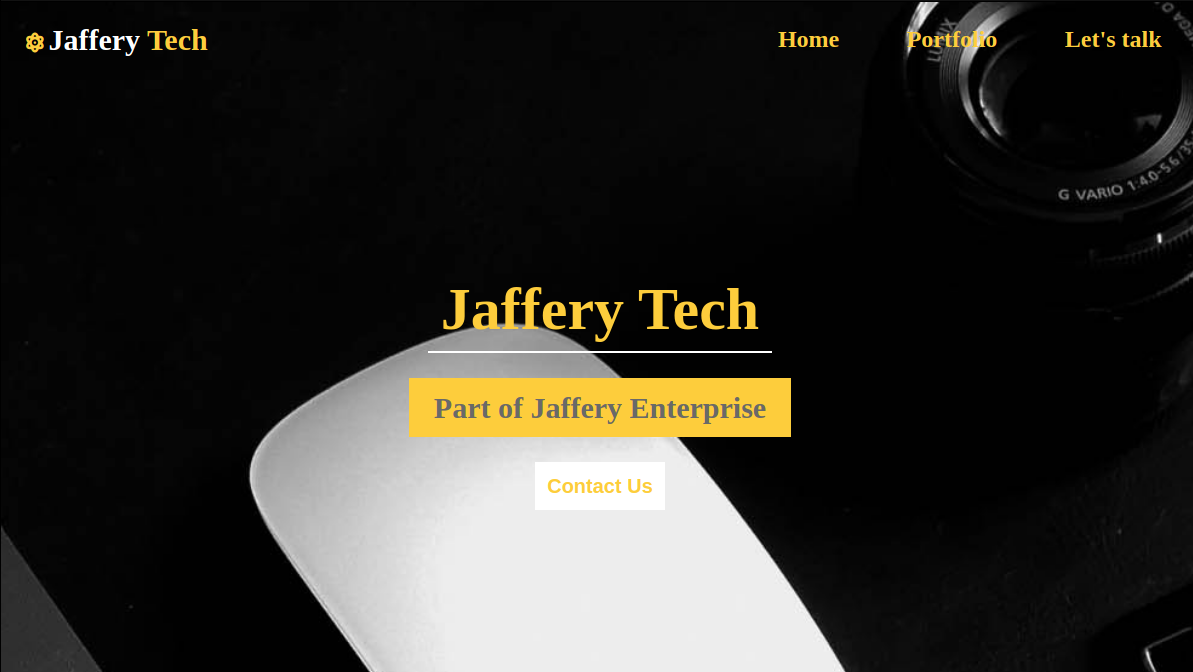 Jaffery Tech
Home
Portfolio
Let's talk
LUMIX
G VARIO 1:4.0-5.6/35
Jaffery Tech
Part of Jaffery Enterprise
Contact Us